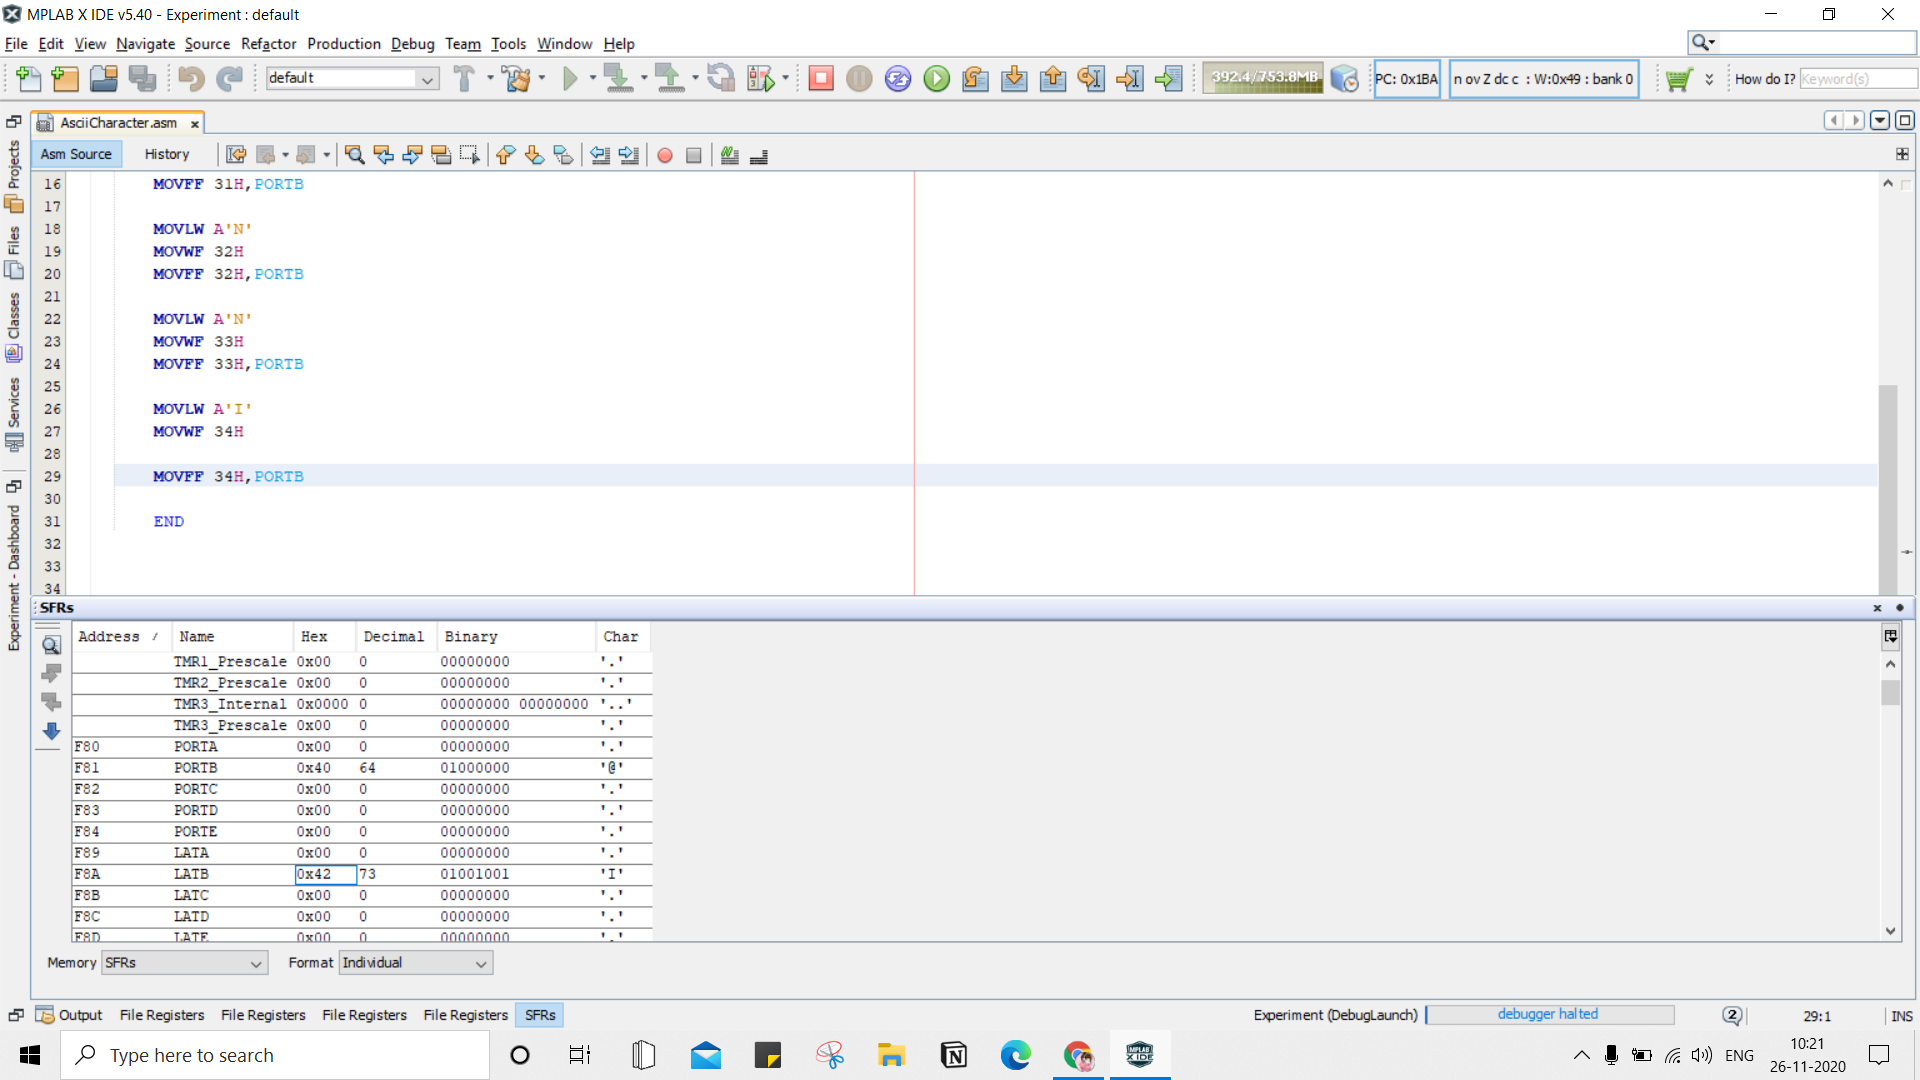 MPLAB X IDE v5.40 - Experiment : default
File Edit View Navigate Source Refactor Production Debug Team Tools Window Help
default
392.4/753.8MB
PC: 0x1BA
n ov Z dc c : W:0x49 : bank 0
How do I? Keyword(s)
AsciiCharacter.asm
Asm Source History
Projects
Files
Classes
Services
Experiment - Dashboard
16 MOVFF 31H,PORTB
17
18 MOVLW A'N'
19 MOVWF 32H
20 MOVFF 32H,PORTB
21
22 MOVLW A'N'
23 MOVWF 33H
24 MOVFF 33H,PORTB
25
26 MOVLW A'I'
27 MOVWF 34H
28
29 MOVFF 34H,PORTB
30
31 END
32
33
34
SFRs
Address / Name Hex Decimal Binary Char
TMR1_Prescale 0x00 0 00000000 '.'
TMR2_Prescale 0x00 0 00000000 '.'
TMR3_Internal 0x0000 0 00000000 00000000 '..'
TMR3_Prescale 0x00 0 00000000 '.'
F80 PORTA 0x00 0 00000000 '.'
F81 PORTB 0x40 64 01000000 '@'
F82 PORTC 0x00 0 00000000 '.'
F83 PORTD 0x00 0 00000000 '.'
F84 PORTE 0x00 0 00000000 '.'
F89 LATA 0x00 0 00000000 '.'
F8A LATB 0x42 73 01001001 'I'
F8B LATC 0x00 0 00000000 '.'
F8C LATD 0x00 0 00000000 '.'
F8D LATE 0x00 0 00000000 '.'
Memory SFRs Format Individual
Output File Registers File Registers File Registers File Registers SFRs
Experiment (DebugLaunch) debugger halted 2 29:1 INS
Type here to search
MPLAB X IDE
ENG
10:21
26-11-2020